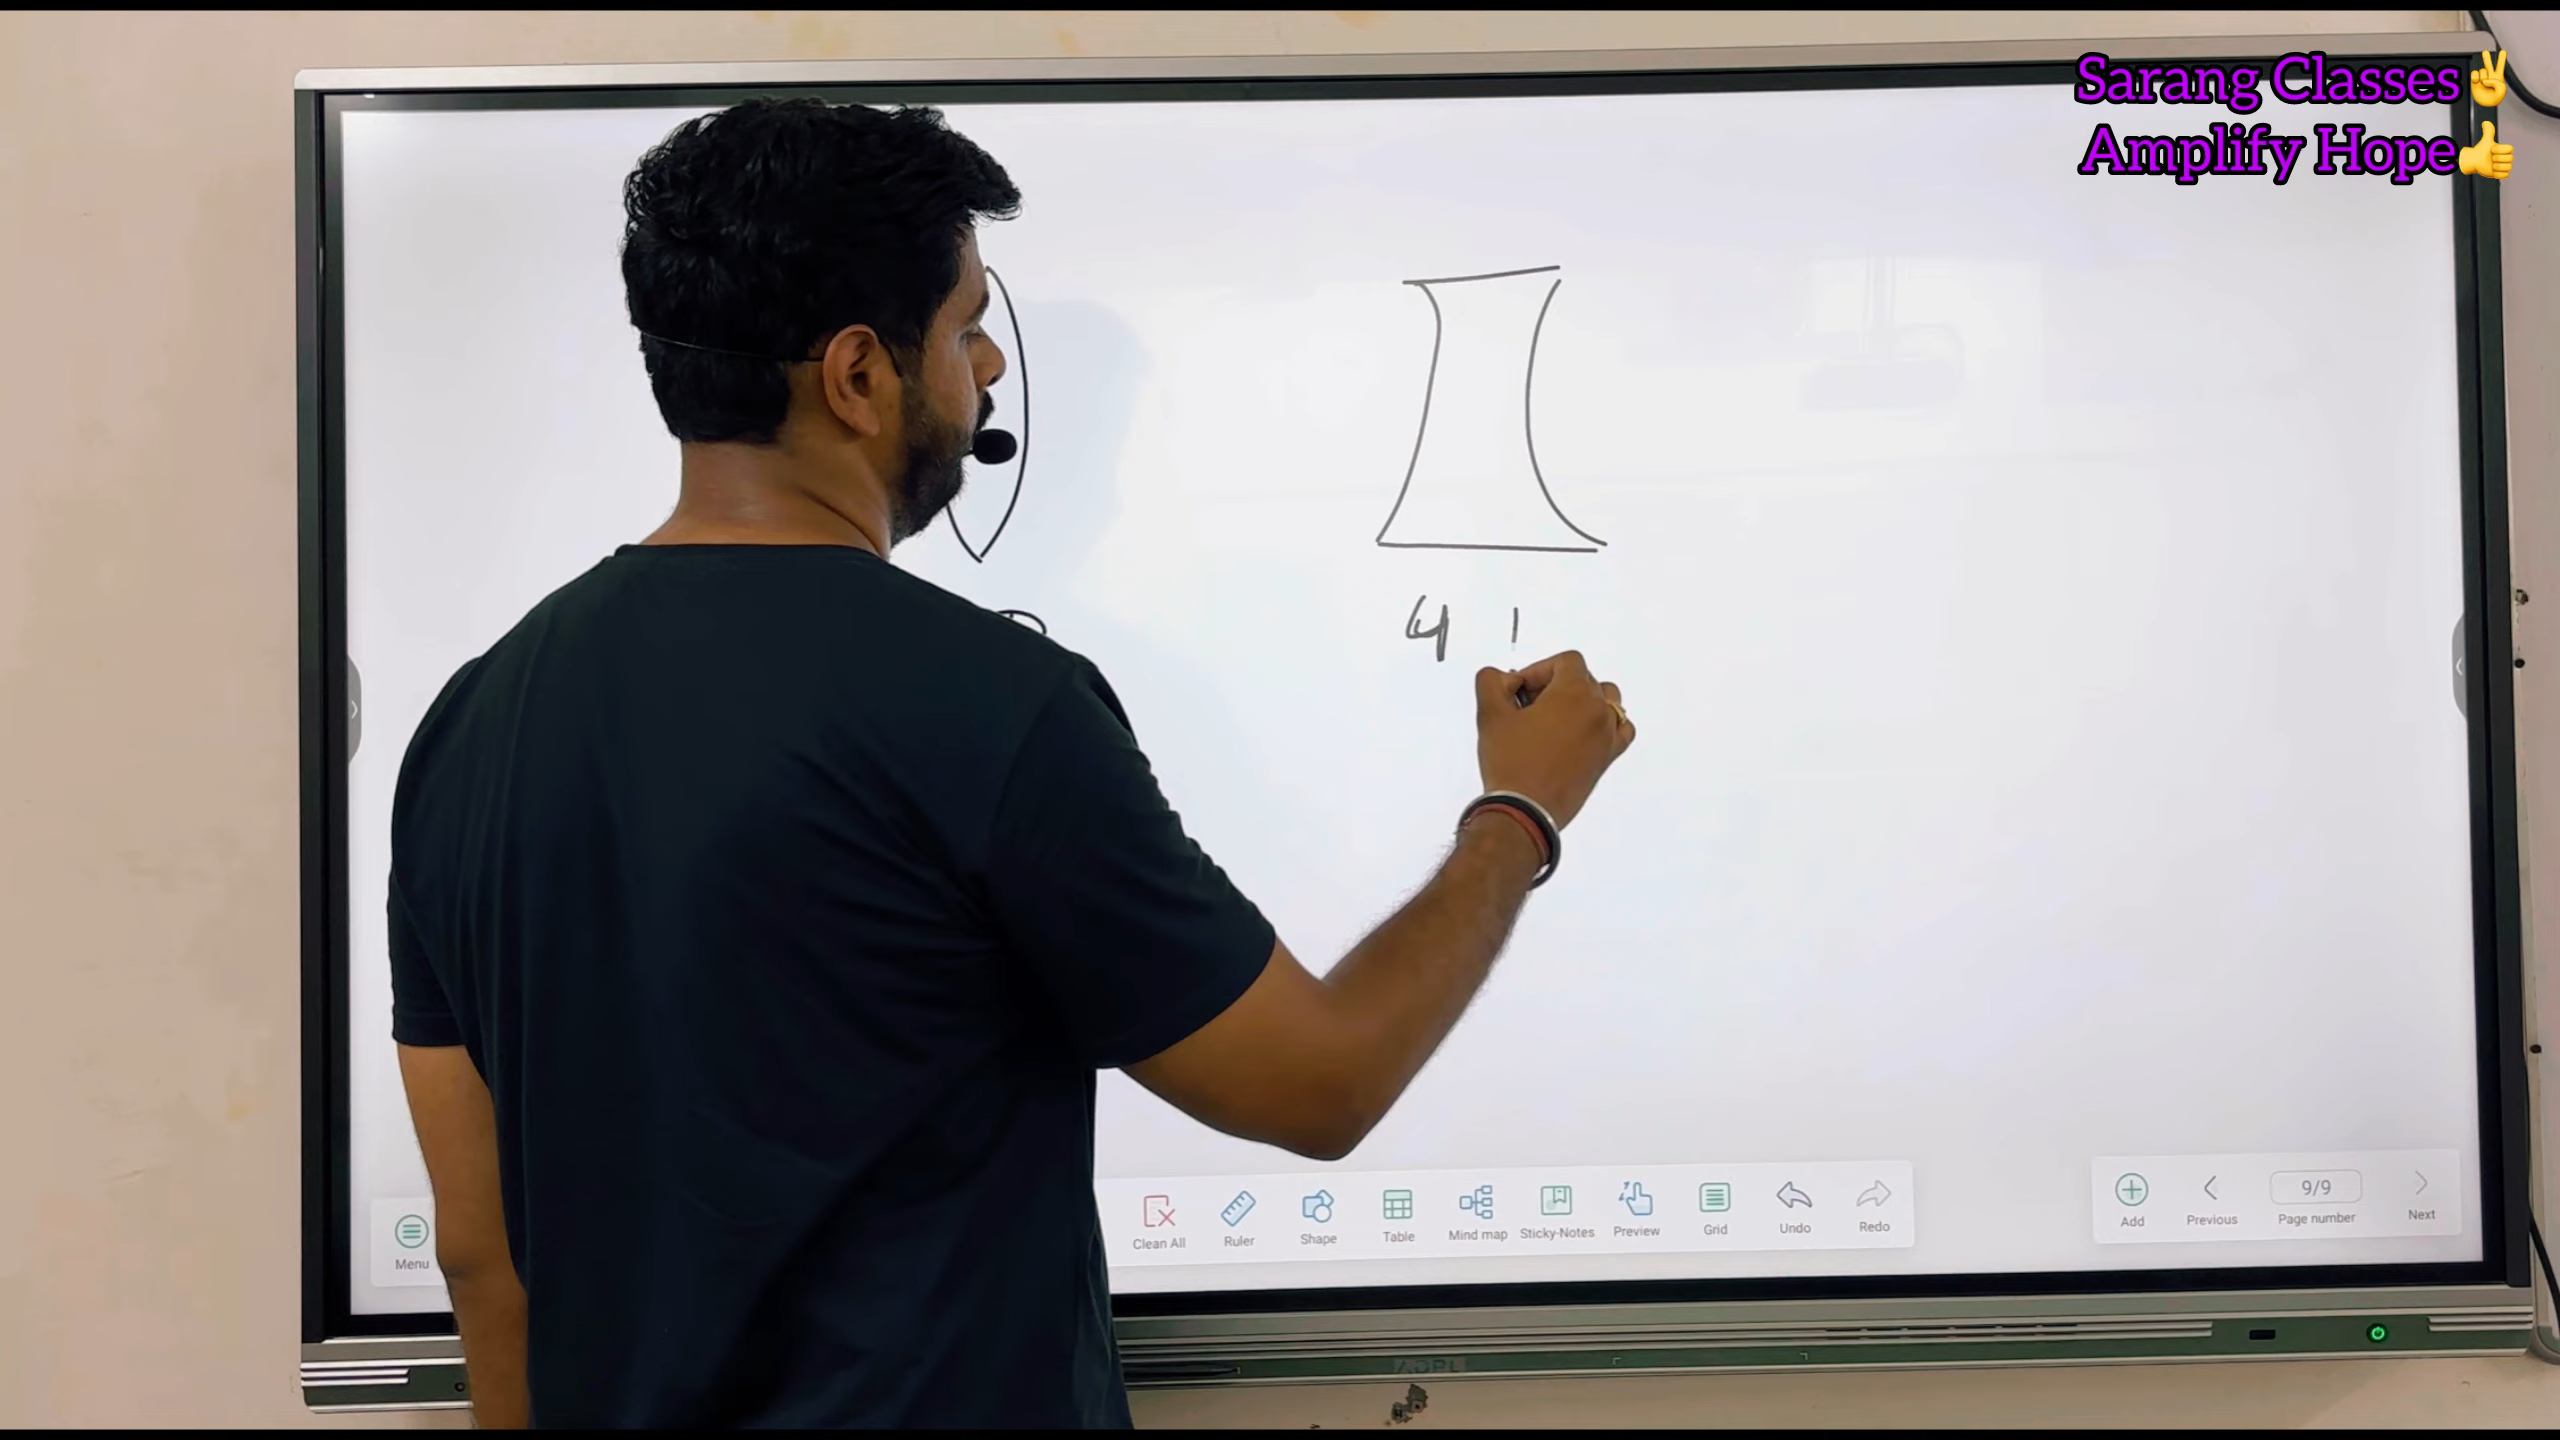 Sarang Classes✌️
Amplify Hope👍
4 1
Menu
Clean All
Ruler
Shape
Table
Mind map
Sticky-Notes
Preview
Grid
Undo
Redo
Add
Previous
9/9
Page number
Next